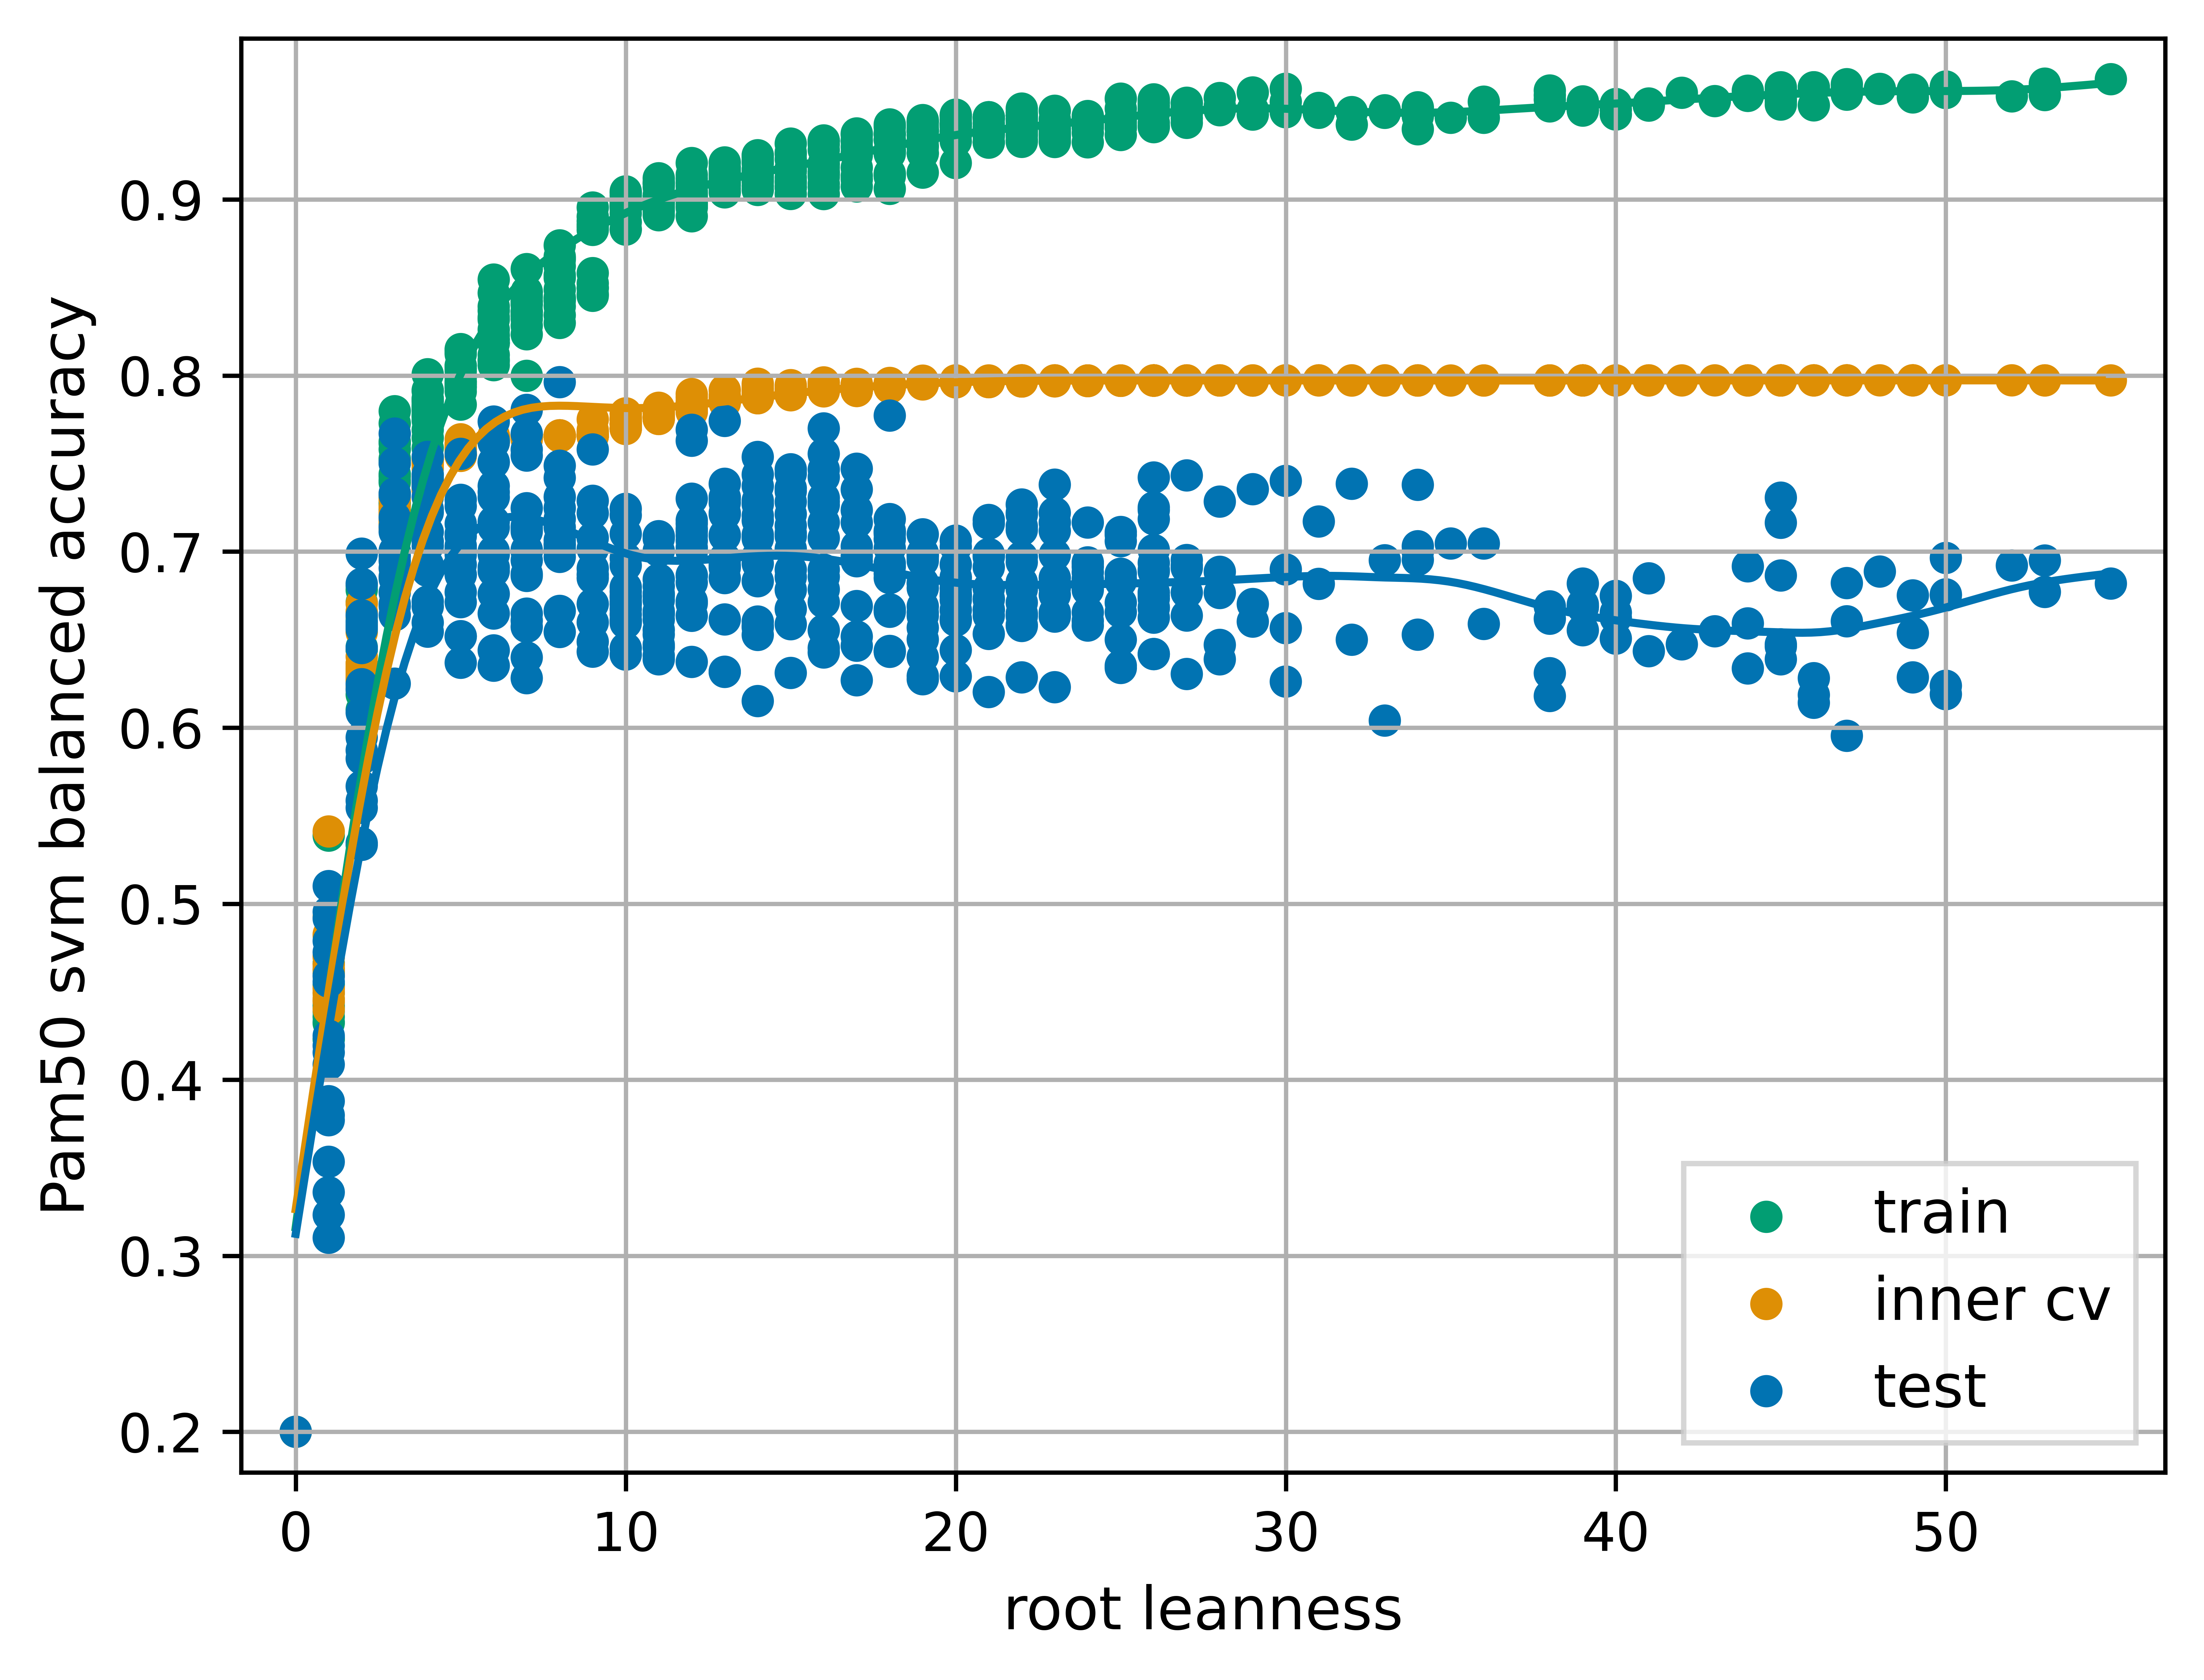 Pam50 svm balanced accuracy
0.9
0.8
0.7
0.6
0.5
0.4
0.3
0.2
0
10
20
30
40
50
root leanness
train
inner cv
test